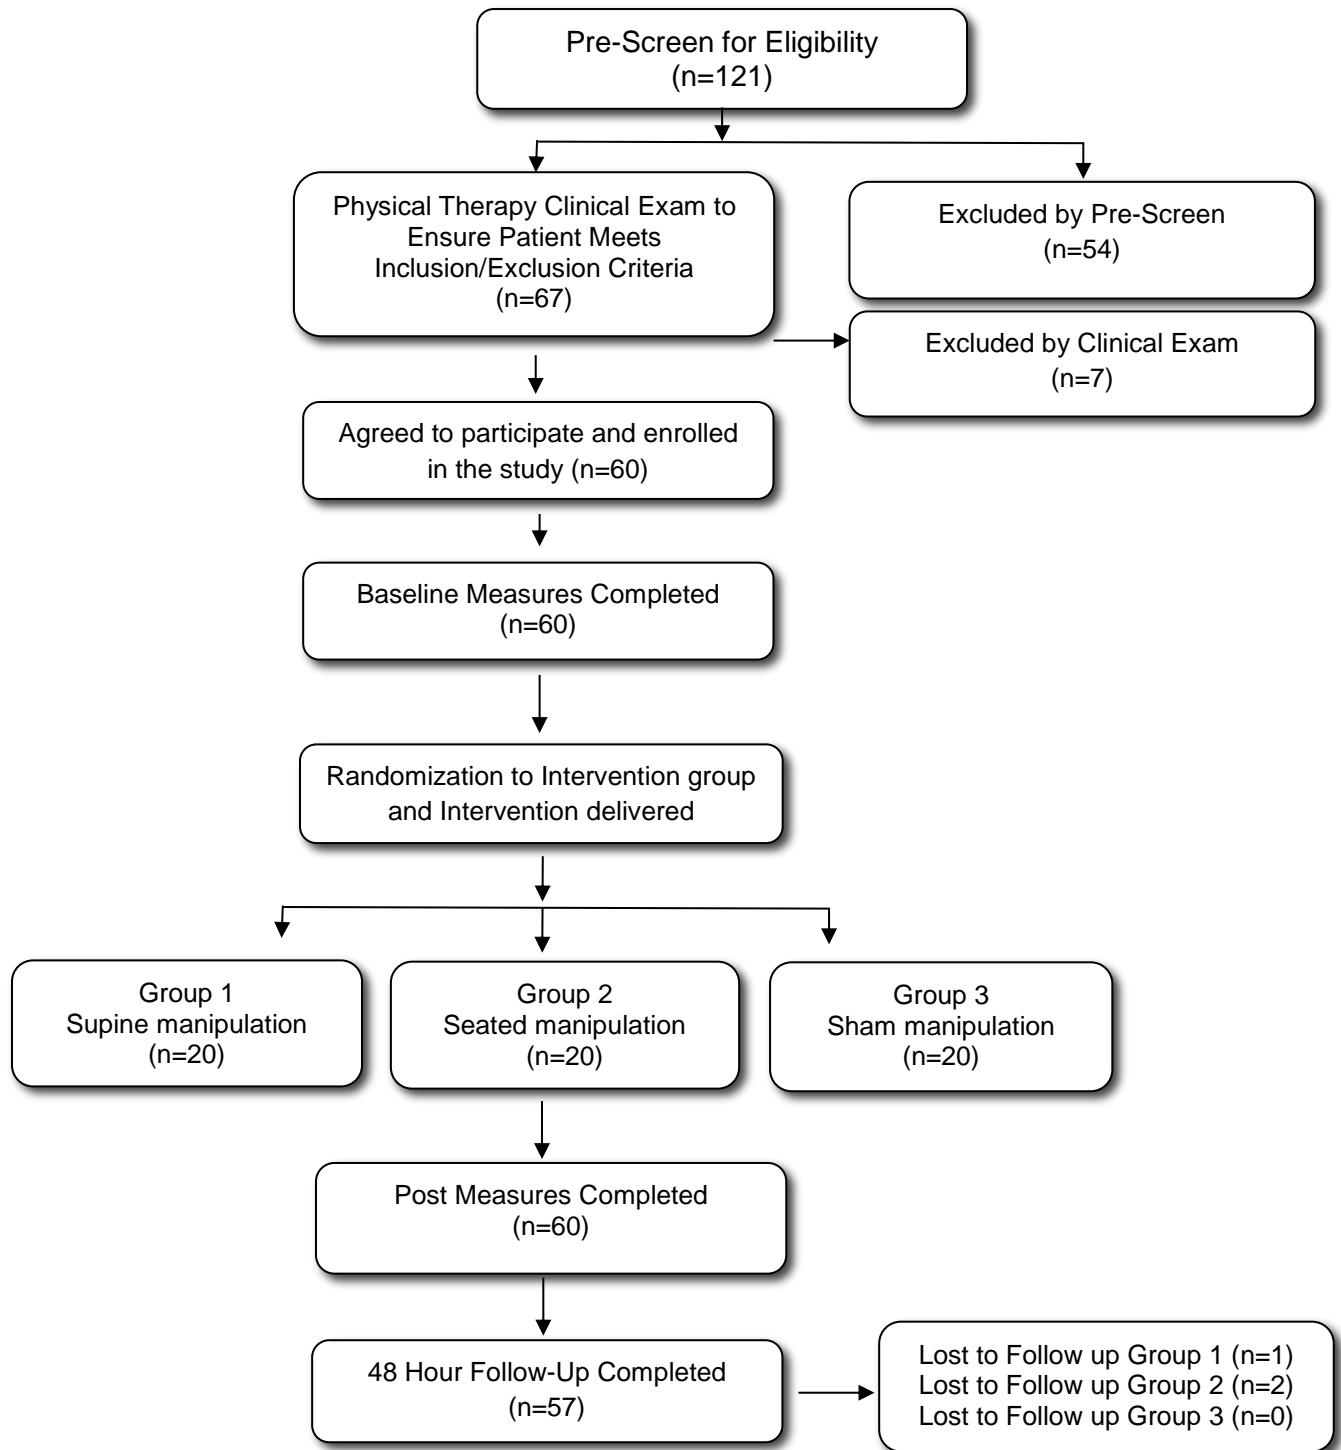 Pre-Screen for Eligibility
(n=121)
Physical Therapy Clinical Exam to
Ensure Patient Meets
Inclusion/Exclusion Criteria
(n=67)
Excluded by Pre-Screen
(n=54)
Excluded by Clinical Exam
(n=7)
Agreed to participate and enrolled
in the study (n=60)
Baseline Measures Completed
(n=60)
Randomization to Intervention group
and Intervention delivered
Group 1
Supine manipulation
(n=20)
Group 2
Seated manipulation
(n=20)
Group 3
Sham manipulation
(n=20)
Post Measures Completed
(n=60)
48 Hour Follow-Up Completed
(n=57)
Lost to Follow up Group 1 (n=1)
Lost to Follow up Group 2 (n=2)
Lost to Follow up Group 3 (n=0)